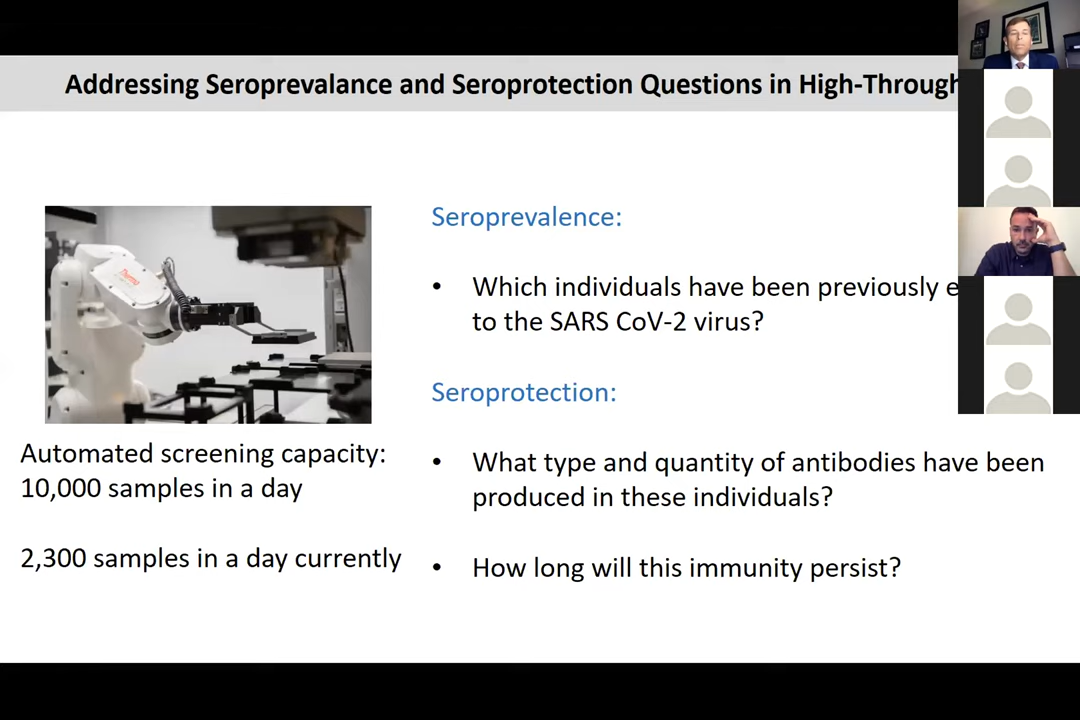 Addressing Seroprevalance and Seroprotection Questions in High-Through
Seroprevalence:
• Which individuals have been previously e
to the SARS CoV-2 virus?
Seroprotection:
• What type and quantity of antibodies have been
produced in these individuals?
• How long will this immunity persist?
Thermo
Automated screening capacity:
10,000 samples in a day
2,300 samples in a day currently